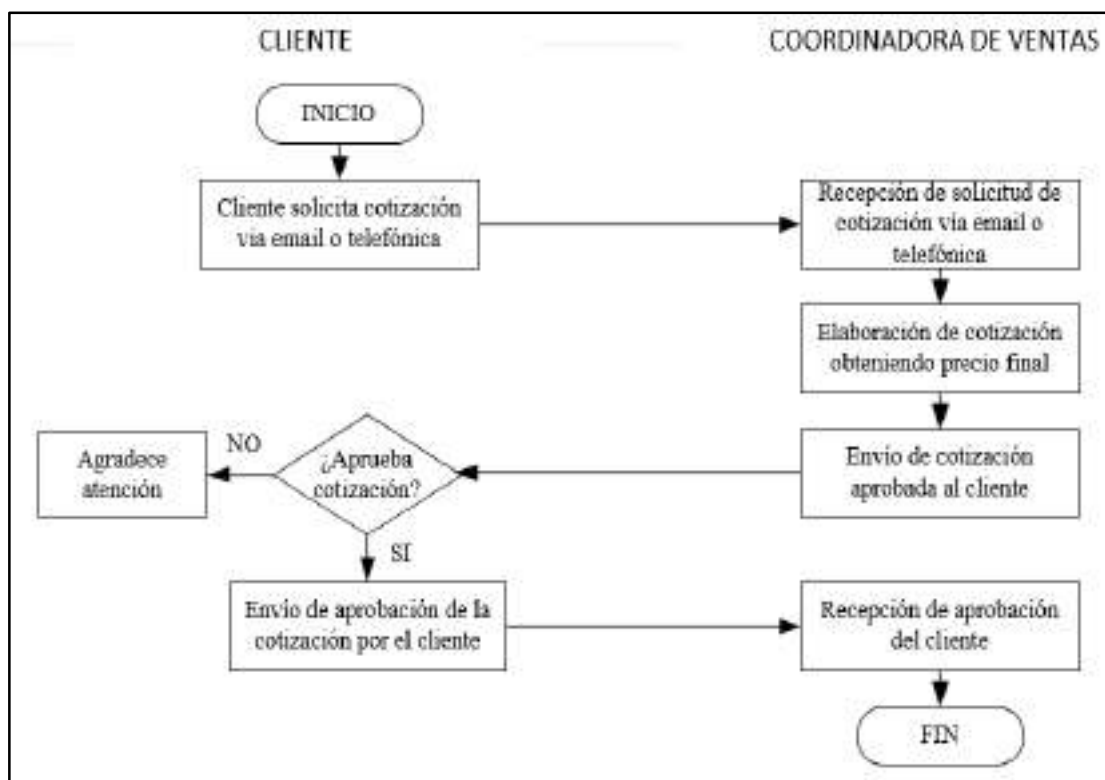 CLIENTE
COORDINADORA DE VENTAS
INICIO
Cliente solicita cotización
via email o telefónica
Recepción de solicitud de
cotización vía email o
telefónica
Elaboración de cotización
obteniendo precio final
Envío de cotización
aprobada al cliente
¿Aprueba
cotización?
NO
Agradece
atención
SI
Envío de aprobación de la
cotización por el cliente
Recepción de aprobación
del cliente
FIN